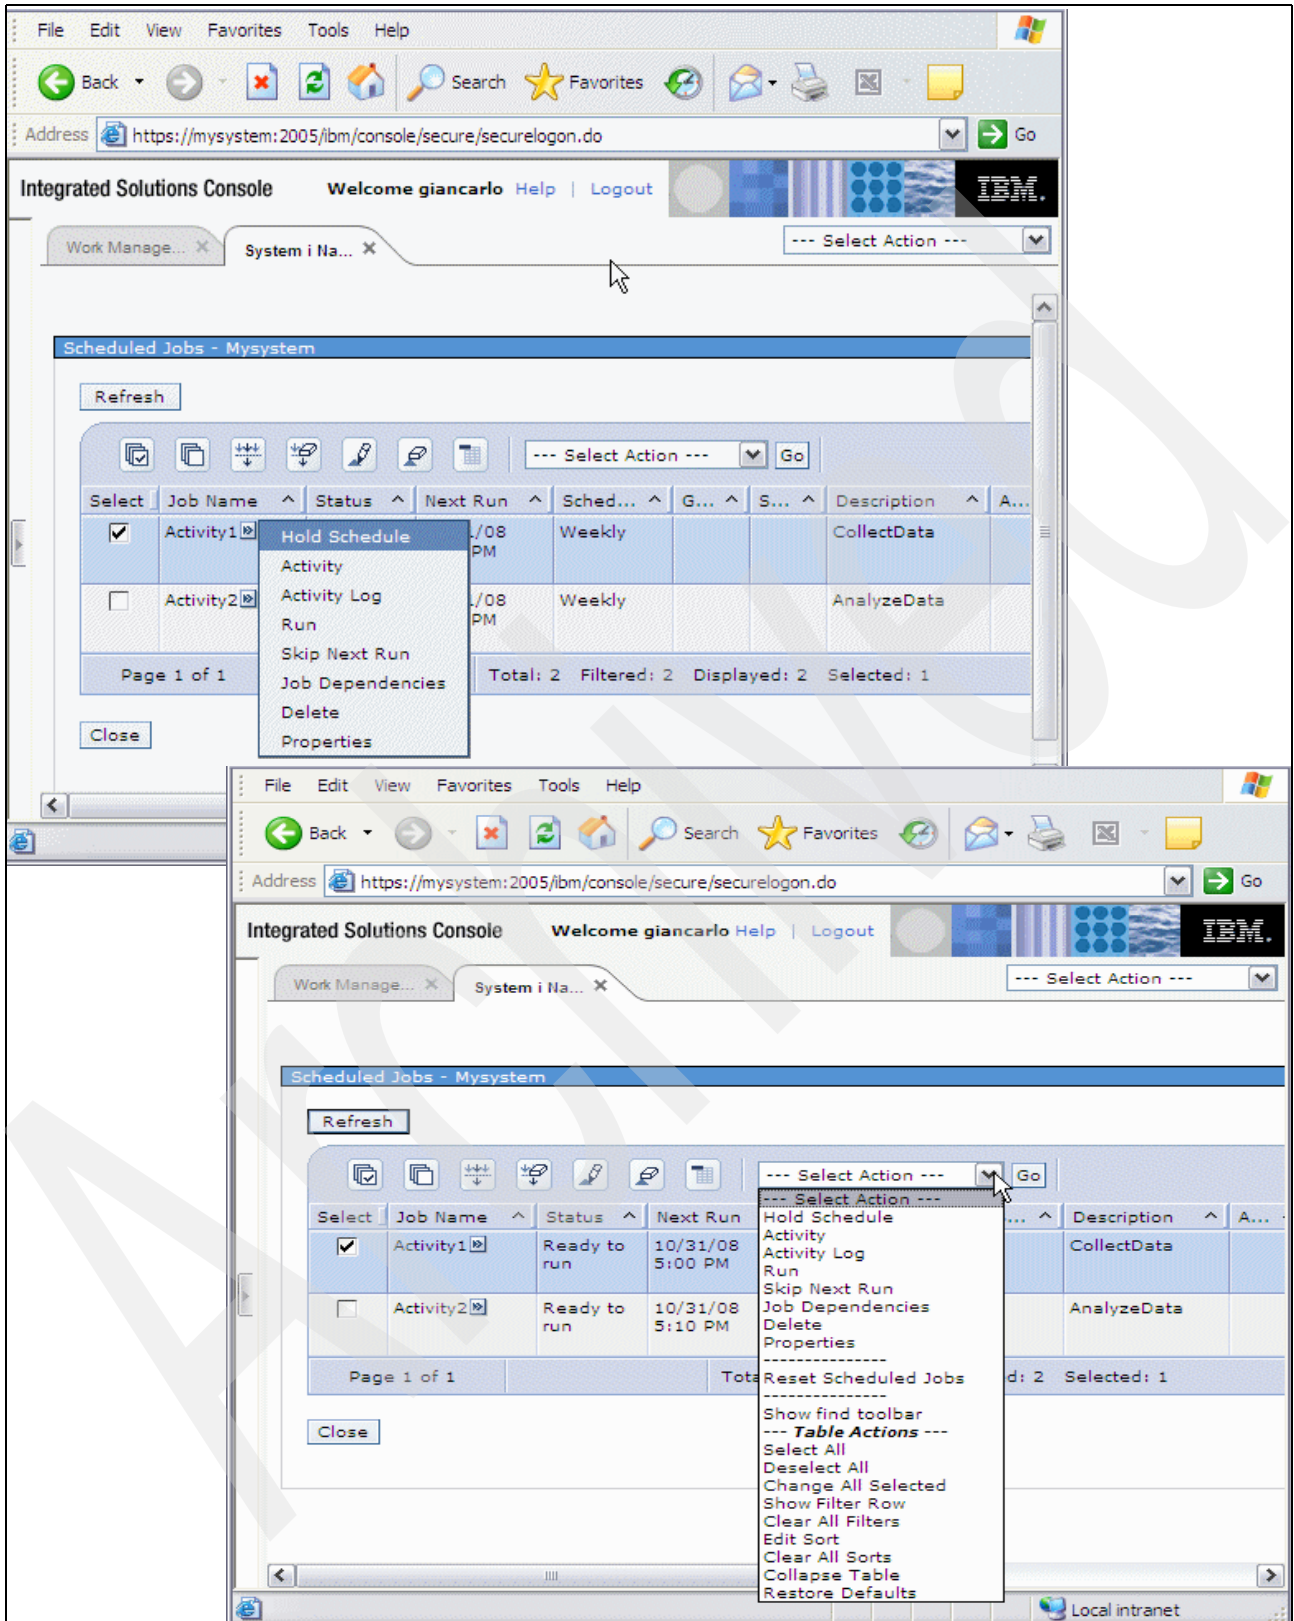 File Edit View Favorites Tools Help
Back Search Favorites
Address https://mysystem:2005/ibm/console/secure/securelogon.do Go
Integrated Solutions Console Welcome giancarlo Help | Logout IBM.
Work Manage... System i Na... --- Select Action ---
Scheduled Jobs - Mysystem
Refresh
--- Select Action --- Go
Select Job Name Status Next Run Sched... G... S... Description A...
Activity1 /08 Weekly CollectData
PM
Activity2 /08 Weekly AnalyzeData
PM
Hold Schedule
Activity
Activity Log
Run
Skip Next Run
Job Dependencies
Delete
Properties
Page 1 of 1 Total: 2 Filtered: 2 Displayed: 2 Selected: 1
Close
File Edit View Favorites Tools Help
Back Search Favorites
Address https://mysystem:2005/ibm/console/secure/securelogon.do Go
Integrated Solutions Console Welcome giancarlo Help | Logout IBM.
Work Manage... System i Na... --- Select Action ---
Scheduled Jobs - Mysystem
Refresh
--- Select Action --- Go
Select Job Name Status Next Run ... Description A...
Activity1 Ready to 10/31/08 CollectData
run 5:00 PM
Activity2 Ready to 10/31/08 AnalyzeData
run 5:10 PM
--- Select Action ---
Hold Schedule
Activity
Activity Log
Run
Skip Next Run
Job Dependencies
Delete
Properties
---------------
Reset Scheduled Jobs
---------------
Show find toolbar
--- Table Actions ---
Select All
Deselect All
Change All Selected
Show Filter Row
Clear All Filters
Edit Sort
Clear All Sorts
Collapse Table
Restore Defaults
Page 1 of 1 Tota d: 2 Selected: 1
Close
Local intranet
Archived